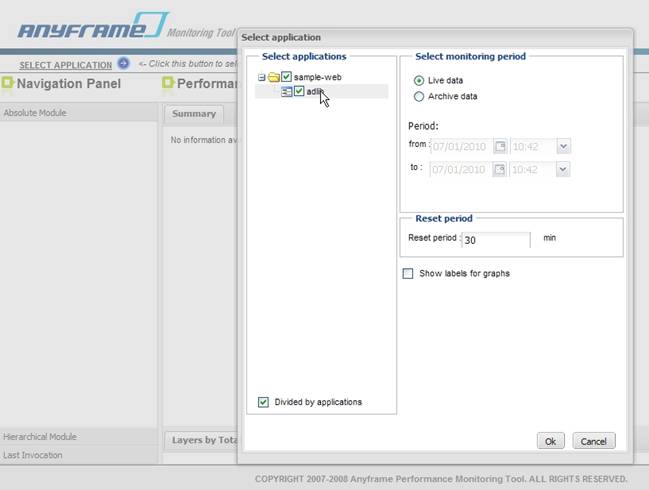 ANYFRAME Monitoring Tool
SELECT APPLICATION <- Click this button to sel
Navigation Panel
Absolute Module
Hierarchical Module
Last Invocation
Performa
Summary
No information ava
Layers by Tota
Select application
Select applications
sample-web
Divided by applications
Select monitoring period
Live data
Archive data
Period:
from : 07/01/2010 10:42
to : 07/01/2010 10:42
Reset period
Reset period : 30 min
Show labels for graphs
Ok Cancel
COPYRIGHT 2007-2008 Anyframe Performance Monitoring Tool. ALL RIGHTS RESERVED.